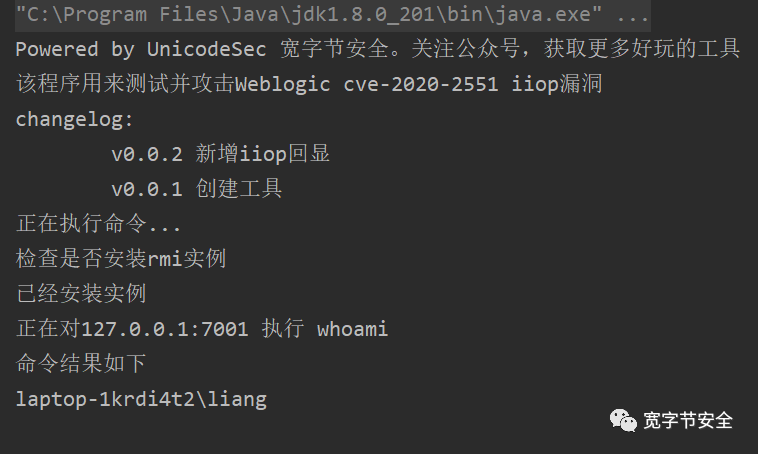 "C:\Program Files\Java\jdk1.8.0_201\bin\java.exe" ...
Powered by UnicodeSec 宽字节安全。关注公众号，获取更多好玩的工具
该程序用来测试并攻击Weblogic cve-2020-2551 iiop漏洞
changelog:
v0.0.2 新增iiop回显
v0.0.1 创建工具
正在执行命令...
检查是否安装rmi实例
已经安装实例
正在对127.0.0.1:7001 执行 whoami
命令结果如下
laptop-1krdi4t2\liang
宽字节安全